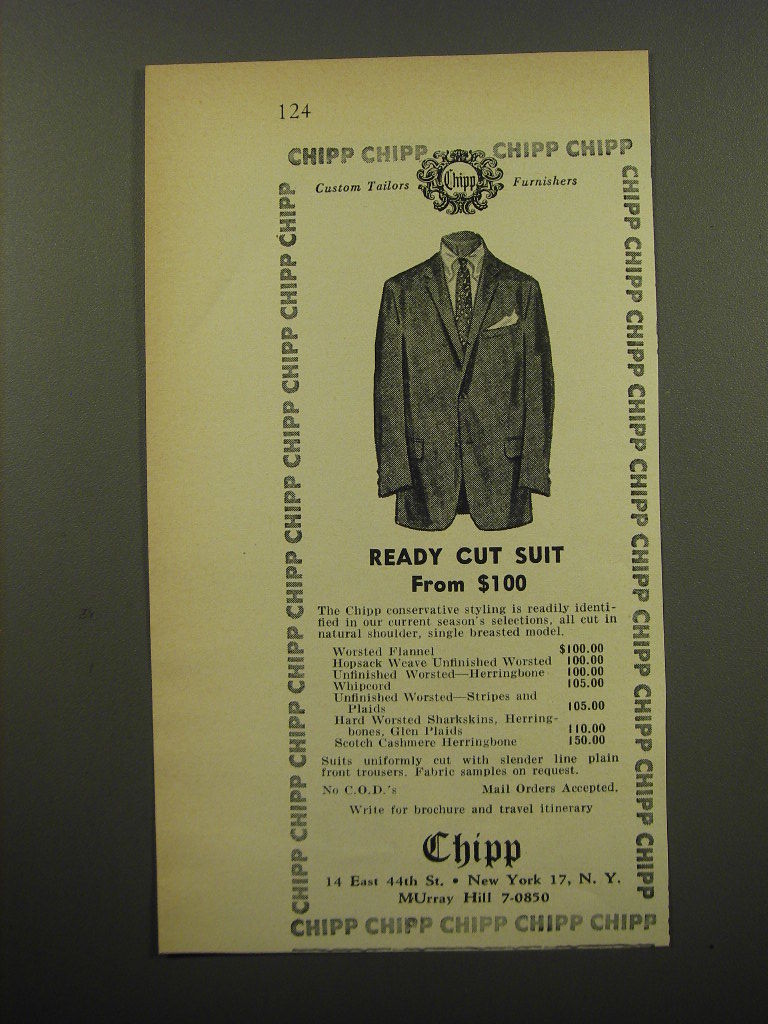 124
CHIPP CHIPP CHIPP CHIPP
Chipp
Custom Tailors Furnishers
CHIPP CHIPP CHIPP CHIPP CHIPP CHIPP CHIPP CHIPP CHIPP CHIPP
CHIPP CHIPP CHIPP CHIPP CHIPP CHIPP CHIPP CHIPP CHIPP CHIPP
READY CUT SUIT
From $100
The Chipp conservative styling is readily identi-
fied in our current season's selections, all cut in
natural shoulder, single breasted model.
Worsted Flannel $100.00
Hopsack Weave Unfinished Worsted 100.00
Unfinished Worsted—Herringbone 100.00
Whipcord 105.00
Unfinished Worsted—Stripes and
Plaids 105.00
Hard Worsted Sharkskins, Herring-
bones, Glen Plaids 110.00
Scotch Cashmere Herringbone 150.00
Suits uniformly cut with slender line plain
front trousers. Fabric samples on request.
No C.O.D.'s Mail Orders Accepted.
Write for brochure and travel itinerary
Chipp
14 East 44th St. • New York 17, N. Y.
MUrray Hill 7-0850
CHIPP CHIPP CHIPP CHIPP CHIPP